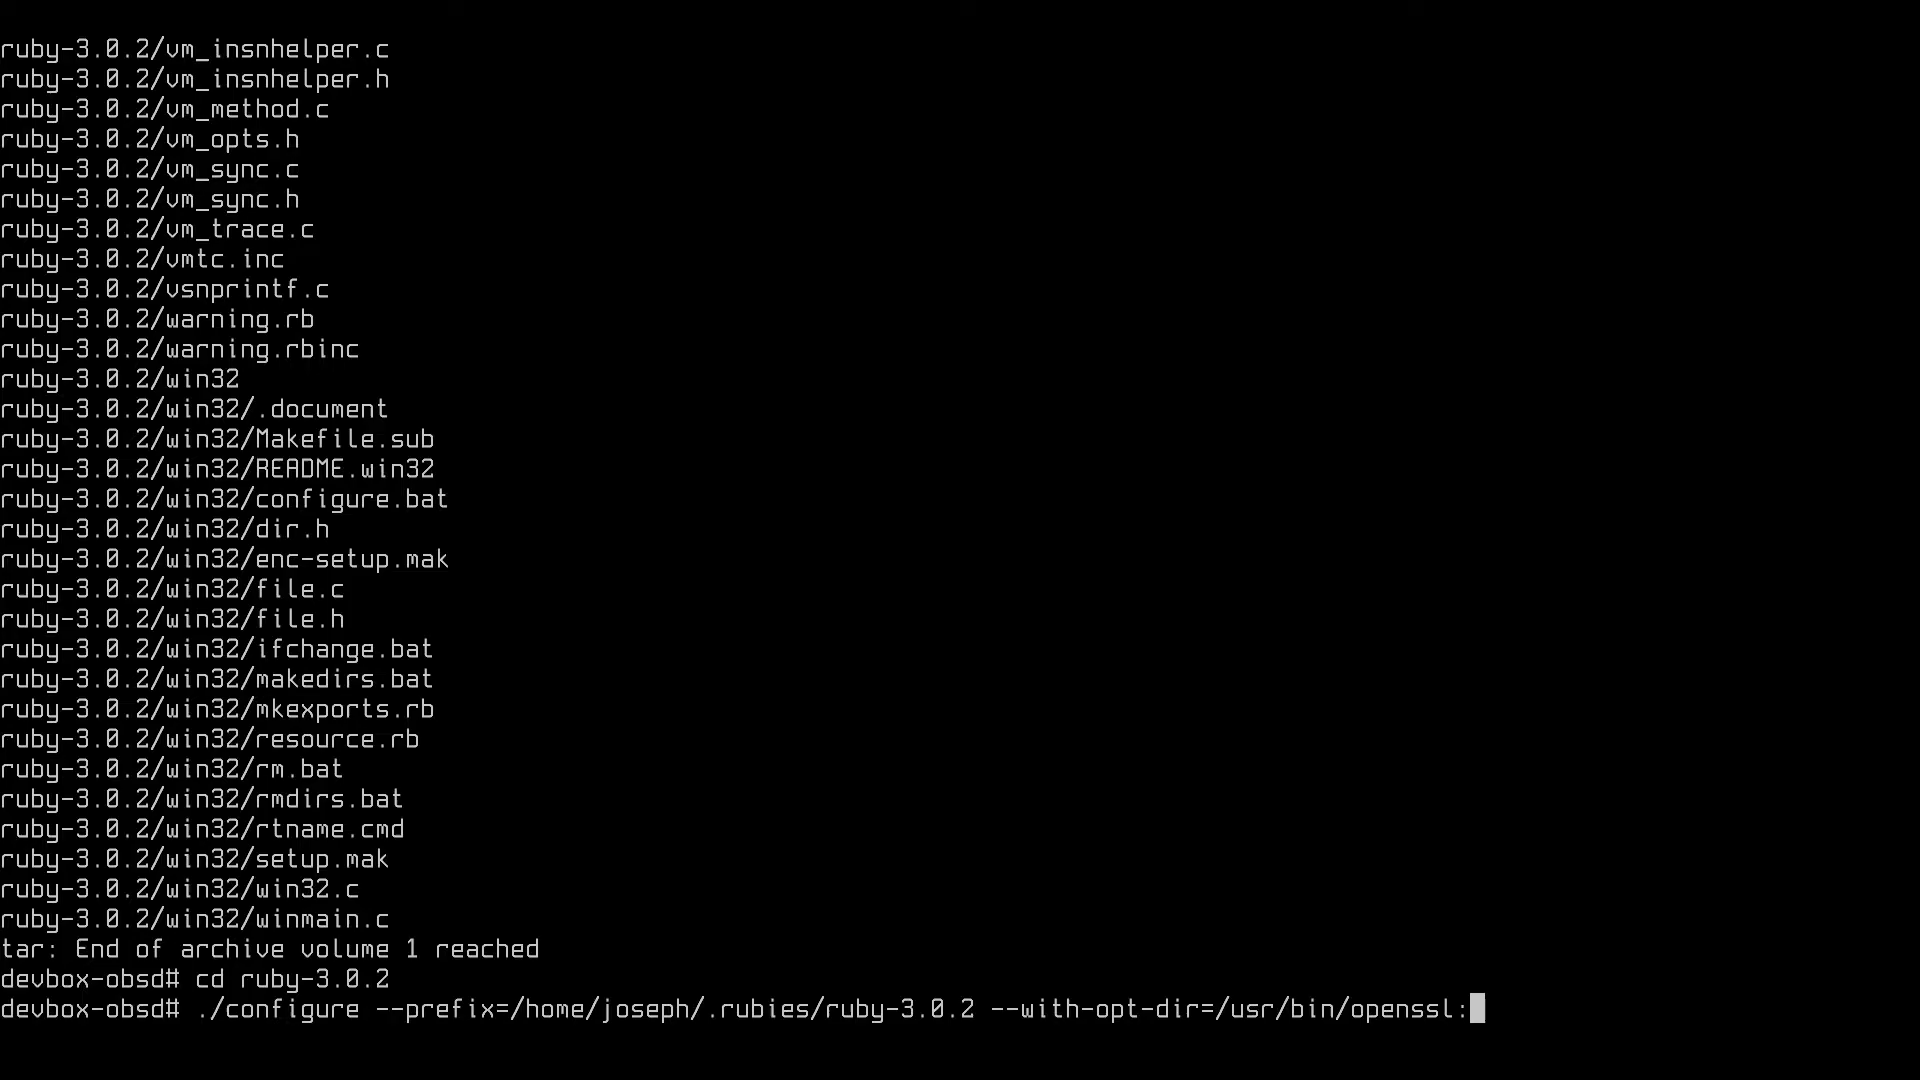 ruby-3.0.2/vm_insnhelper.c
ruby-3.0.2/vm_insnhelper.h
ruby-3.0.2/vm_method.c
ruby-3.0.2/vm_opts.h
ruby-3.0.2/vm_sync.c
ruby-3.0.2/vm_sync.h
ruby-3.0.2/vm_trace.c
ruby-3.0.2/vmtc.inc
ruby-3.0.2/vsnprintf.c
ruby-3.0.2/warning.rb
ruby-3.0.2/warning.rbinc
ruby-3.0.2/win32
ruby-3.0.2/win32/.document
ruby-3.0.2/win32/Makefile.sub
ruby-3.0.2/win32/README.win32
ruby-3.0.2/win32/configure.bat
ruby-3.0.2/win32/dir.h
ruby-3.0.2/win32/enc-setup.mak
ruby-3.0.2/win32/file.c
ruby-3.0.2/win32/file.h
ruby-3.0.2/win32/ifchange.bat
ruby-3.0.2/win32/makedirs.bat
ruby-3.0.2/win32/mkexports.rb
ruby-3.0.2/win32/resource.rb
ruby-3.0.2/win32/rm.bat
ruby-3.0.2/win32/rmdirs.bat
ruby-3.0.2/win32/rtname.cmd
ruby-3.0.2/win32/setup.mak
ruby-3.0.2/win32/win32.c
ruby-3.0.2/win32/winmain.c
tar: End of archive volume 1 reached
devbox-obsd# cd ruby-3.0.2
devbox-obsd# ./configure --prefix=/home/joseph/.rubies/ruby-3.0.2 --with-opt-dir=/usr/bin/openssl: